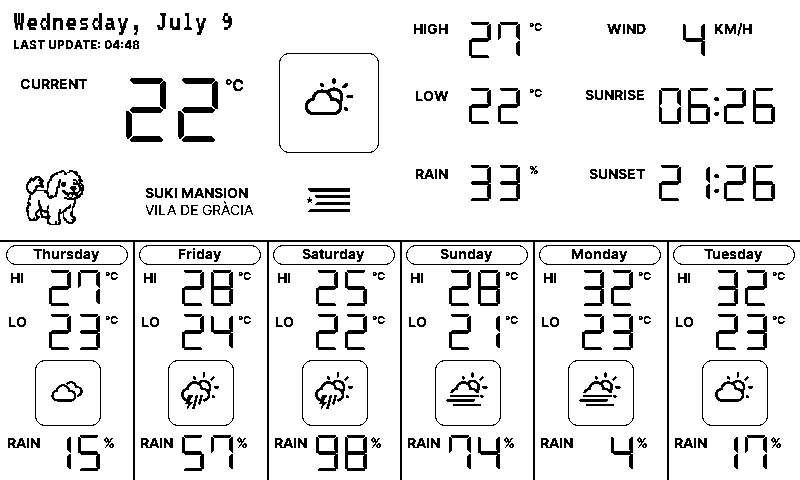 Wednesday, July 9
LAST UPDATE: 04:48
CURRENT 22 °C
HIGH 27 °C
WIND 4 KM/H
LOW 22 °C
SUNRISE 06:26
RAIN 33 %
SUNSET 21:26
SUKI MANSION
VILA DE GRÀCIA
Thursday
HI 27 °C
LO 23 °C
RAIN 15 %
Friday
HI 28 °C
LO 24 °C
RAIN 57 %
Saturday
HI 25 °C
LO 22 °C
RAIN 98 %
Sunday
HI 28 °C
LO 21 °C
RAIN 74 %
Monday
HI 32 °C
LO 23 °C
RAIN 4 %
Tuesday
HI 32 °C
LO 23 °C
RAIN 17 %